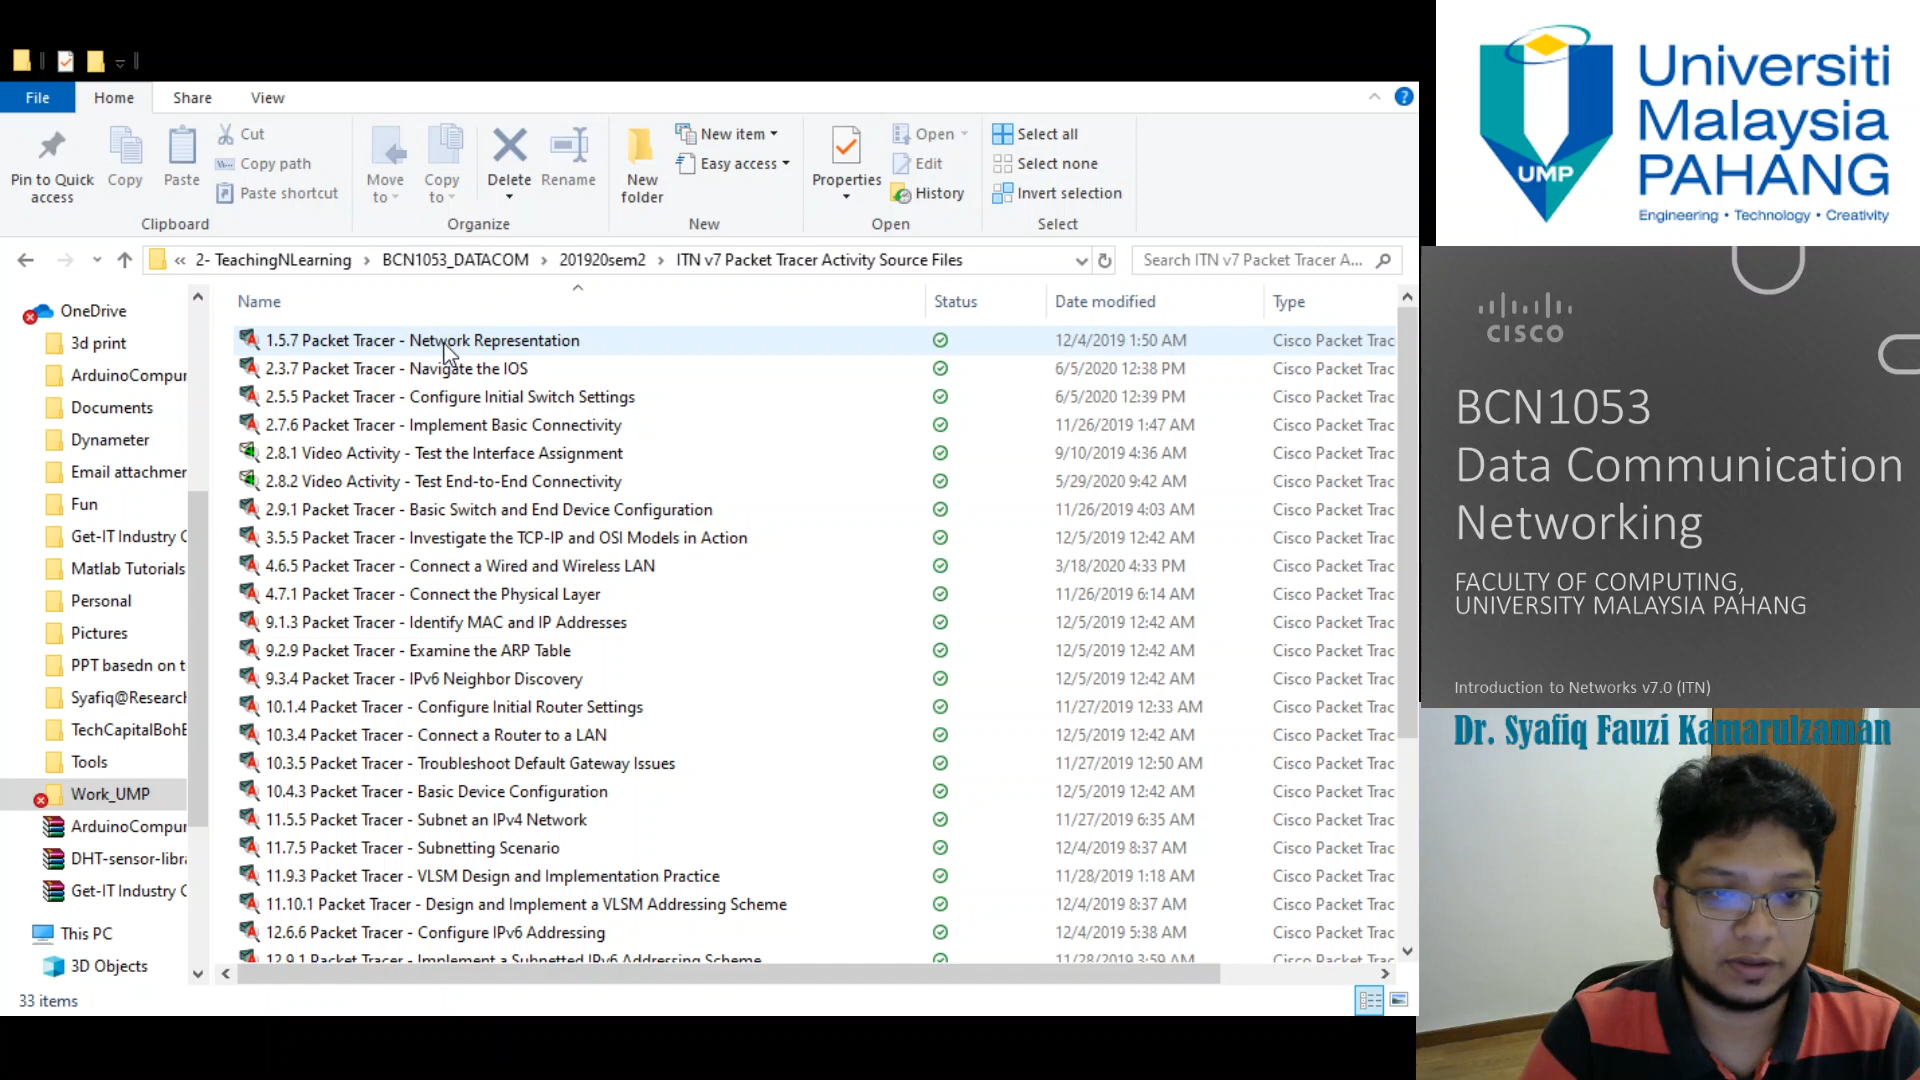 File
Home
Share
View
Pin to Quick
access
Copy
Paste
Cut
Copy path
Paste shortcut
Clipboard
Move
to
Copy
to
Delete
Rename
Organize
New
folder
New item
Easy access
New
Properties
Open
Edit
History
Open
Select all
Select none
Invert selection
Select
« 2- TeachingNLearning > BCN1053_DATACOM > 201920sem2 > ITN v7 Packet Tracer Activity Source Files
Search ITN v7 Packet Tracer A...
OneDrive
3d print
ArduinoCompu
Documents
Dynameter
Email attachmer
Fun
Get-IT Industry C
Matlab Tutorials
Personal
Pictures
PPT basedn on t
Syafiq@Research
TechCapitalBohE
Tools
Work_UMP
ArduinoCompu
DHT-sensor-libra
Get-IT Industry C
This PC
3D Objects
Name Status Date modified Type
1.5.7 Packet Tracer - Network Representation 12/4/2019 1:50 AM Cisco Packet Trac
2.3.7 Packet Tracer - Navigate the IOS 6/5/2020 12:38 PM Cisco Packet Trac
2.5.5 Packet Tracer - Configure Initial Switch Settings 6/5/2020 12:39 PM Cisco Packet Trac
2.7.6 Packet Tracer - Implement Basic Connectivity 11/26/2019 1:47 AM Cisco Packet Trac
2.8.1 Video Activity - Test the Interface Assignment 9/10/2019 4:36 AM Cisco Packet Trac
2.8.2 Video Activity - Test End-to-End Connectivity 5/29/2020 9:42 AM Cisco Packet Trac
2.9.1 Packet Tracer - Basic Switch and End Device Configuration 11/26/2019 4:03 AM Cisco Packet Trac
3.5.5 Packet Tracer - Investigate the TCP-IP and OSI Models in Action 12/5/2019 12:42 AM Cisco Packet Trac
4.6.5 Packet Tracer - Connect a Wired and Wireless LAN 3/18/2020 4:33 PM Cisco Packet Trac
4.7.1 Packet Tracer - Connect the Physical Layer 11/26/2019 6:14 AM Cisco Packet Trac
9.1.3 Packet Tracer - Identify MAC and IP Addresses 12/5/2019 12:42 AM Cisco Packet Trac
9.2.9 Packet Tracer - Examine the ARP Table 12/5/2019 12:42 AM Cisco Packet Trac
9.3.4 Packet Tracer - IPv6 Neighbor Discovery 12/5/2019 12:42 AM Cisco Packet Trac
10.1.4 Packet Tracer - Configure Initial Router Settings 11/27/2019 12:33 AM Cisco Packet Trac
10.3.4 Packet Tracer - Connect a Router to a LAN 12/5/2019 12:42 AM Cisco Packet Trac
10.3.5 Packet Tracer - Troubleshoot Default Gateway Issues 11/27/2019 12:50 AM Cisco Packet Trac
10.4.3 Packet Tracer - Basic Device Configuration 12/5/2019 12:42 AM Cisco Packet Trac
11.5.5 Packet Tracer - Subnet an IPv4 Network 11/27/2019 6:35 AM Cisco Packet Trac
11.7.5 Packet Tracer - Subnetting Scenario 12/4/2019 8:37 AM Cisco Packet Trac
11.9.3 Packet Tracer - VLSM Design and Implementation Practice 11/28/2019 1:18 AM Cisco Packet Trac
11.10.1 Packet Tracer - Design and Implement a VLSM Addressing Scheme 12/4/2019 8:37 AM Cisco Packet Trac
12.6.6 Packet Tracer - Configure IPv6 Addressing 12/4/2019 5:38 AM Cisco Packet Trac
12.9.1 Packet Tracer - Implement a Subnetted IPv6 Addressing Scheme 11/28/2019 3:59 AM Cisco Packet Trac
33 items
UMP
Universiti
Malaysia
PAHANG
Engineering • Technology • Creativity
CISCO
BCN1053
Data Communication
Networking
FACULTY OF COMPUTING,
UNIVERSITY MALAYSIA PAHANG
Introduction to Networks v7.0 (ITN)
Dr. Syafiq Fauzi Kamarulzaman